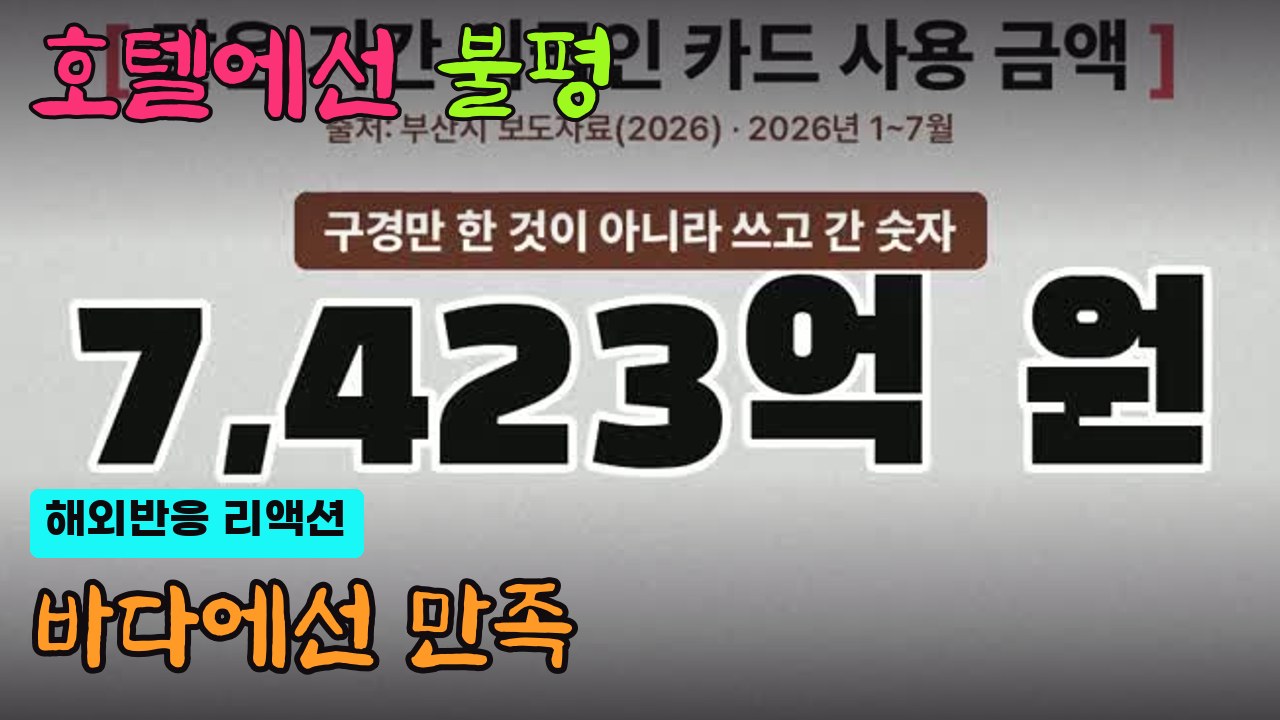 호텔에선 불평
카드 사용 금액 ]
출처: 부산시 보도자료(2026) · 2026년 1~7월
구경만 한 것이 아니라 쓰고 간 숫자
7,423억 원
해외반응 리액션
바다에선 만족